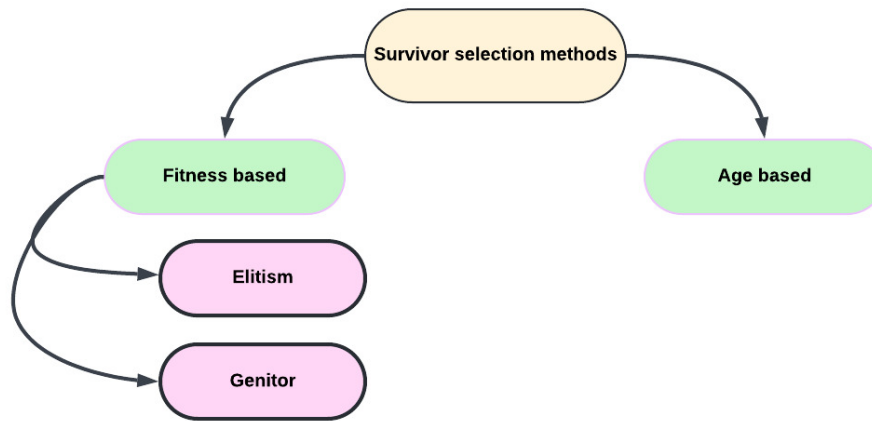 Survivor selection methods
Fitness based
Age based
Elitism
Genitor